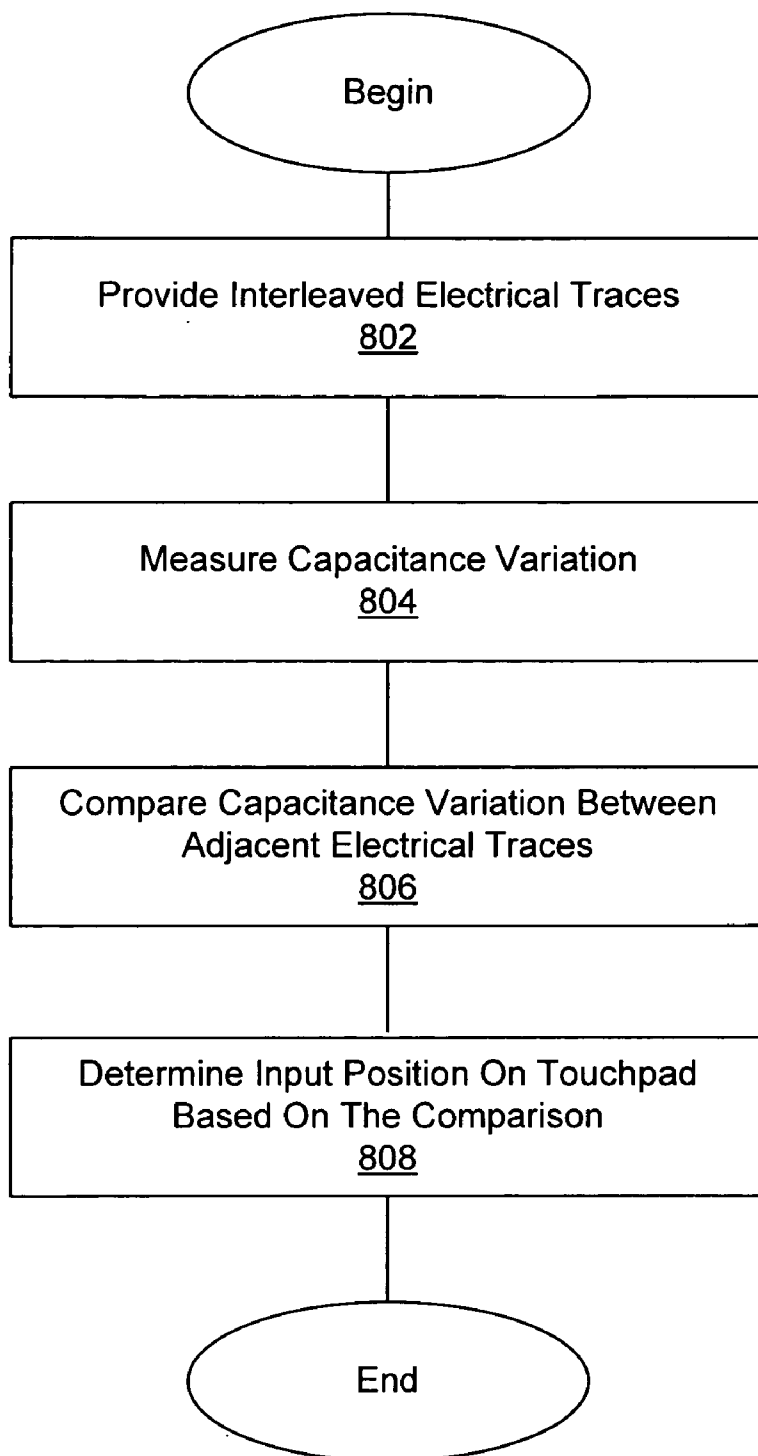 Begin
Provide Interleaved Electrical Traces
802
Measure Capacitance Variation
804
Compare Capacitance Variation Between
Adjacent Electrical Traces
806
Determine Input Position On Touchpad
Based On The Comparison
808
End